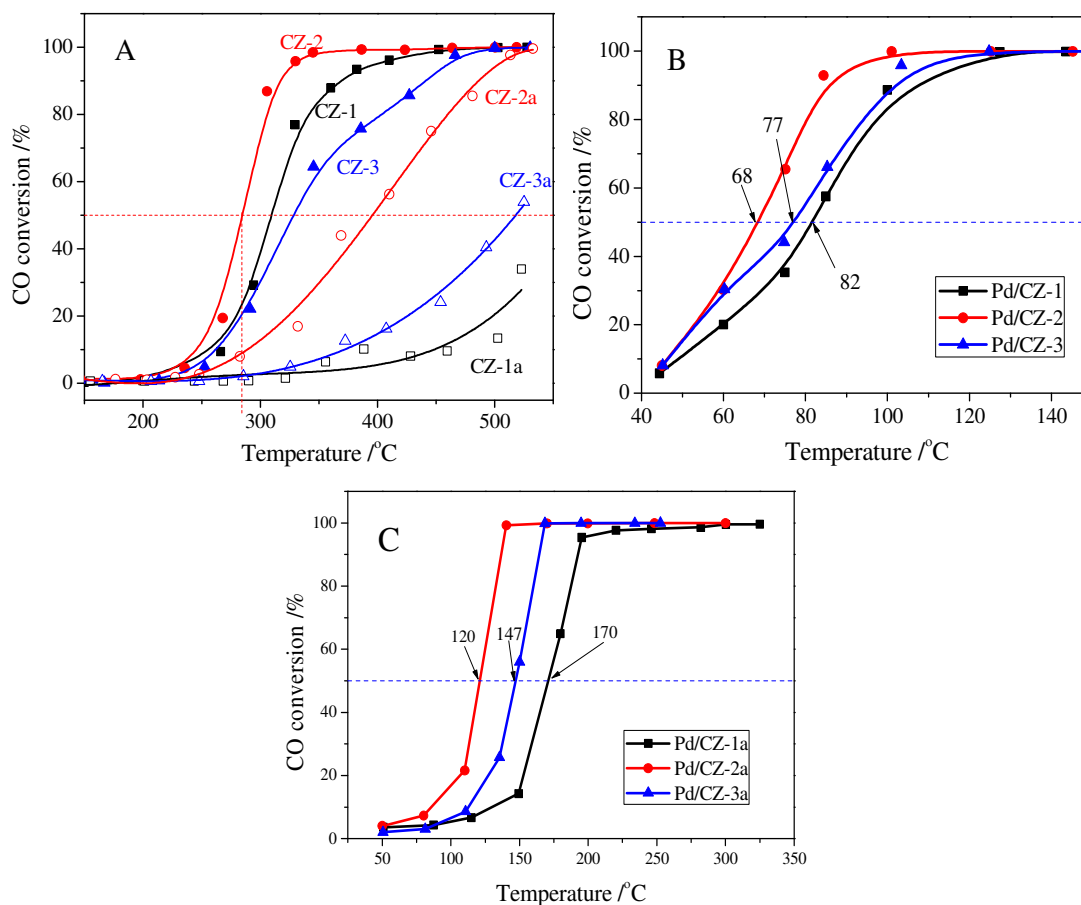 A
CZ-2
CZ-1
CZ-2a
CZ-3
CZ-3a
CZ-1a
100
80
60
40
20
0
CO conversion /%
200
300
400
500
Temperature /°C
B
77
68
82
Pd/CZ-1
Pd/CZ-2
Pd/CZ-3
100
80
60
40
20
0
CO conversion /%
40
60
80
100
120
140
Temperature /°C
C
120
147
170
Pd/CZ-1a
Pd/CZ-2a
Pd/CZ-3a
100
80
60
40
20
0
CO conversion /%
50
100
150
200
250
300
350
Temperature /°C